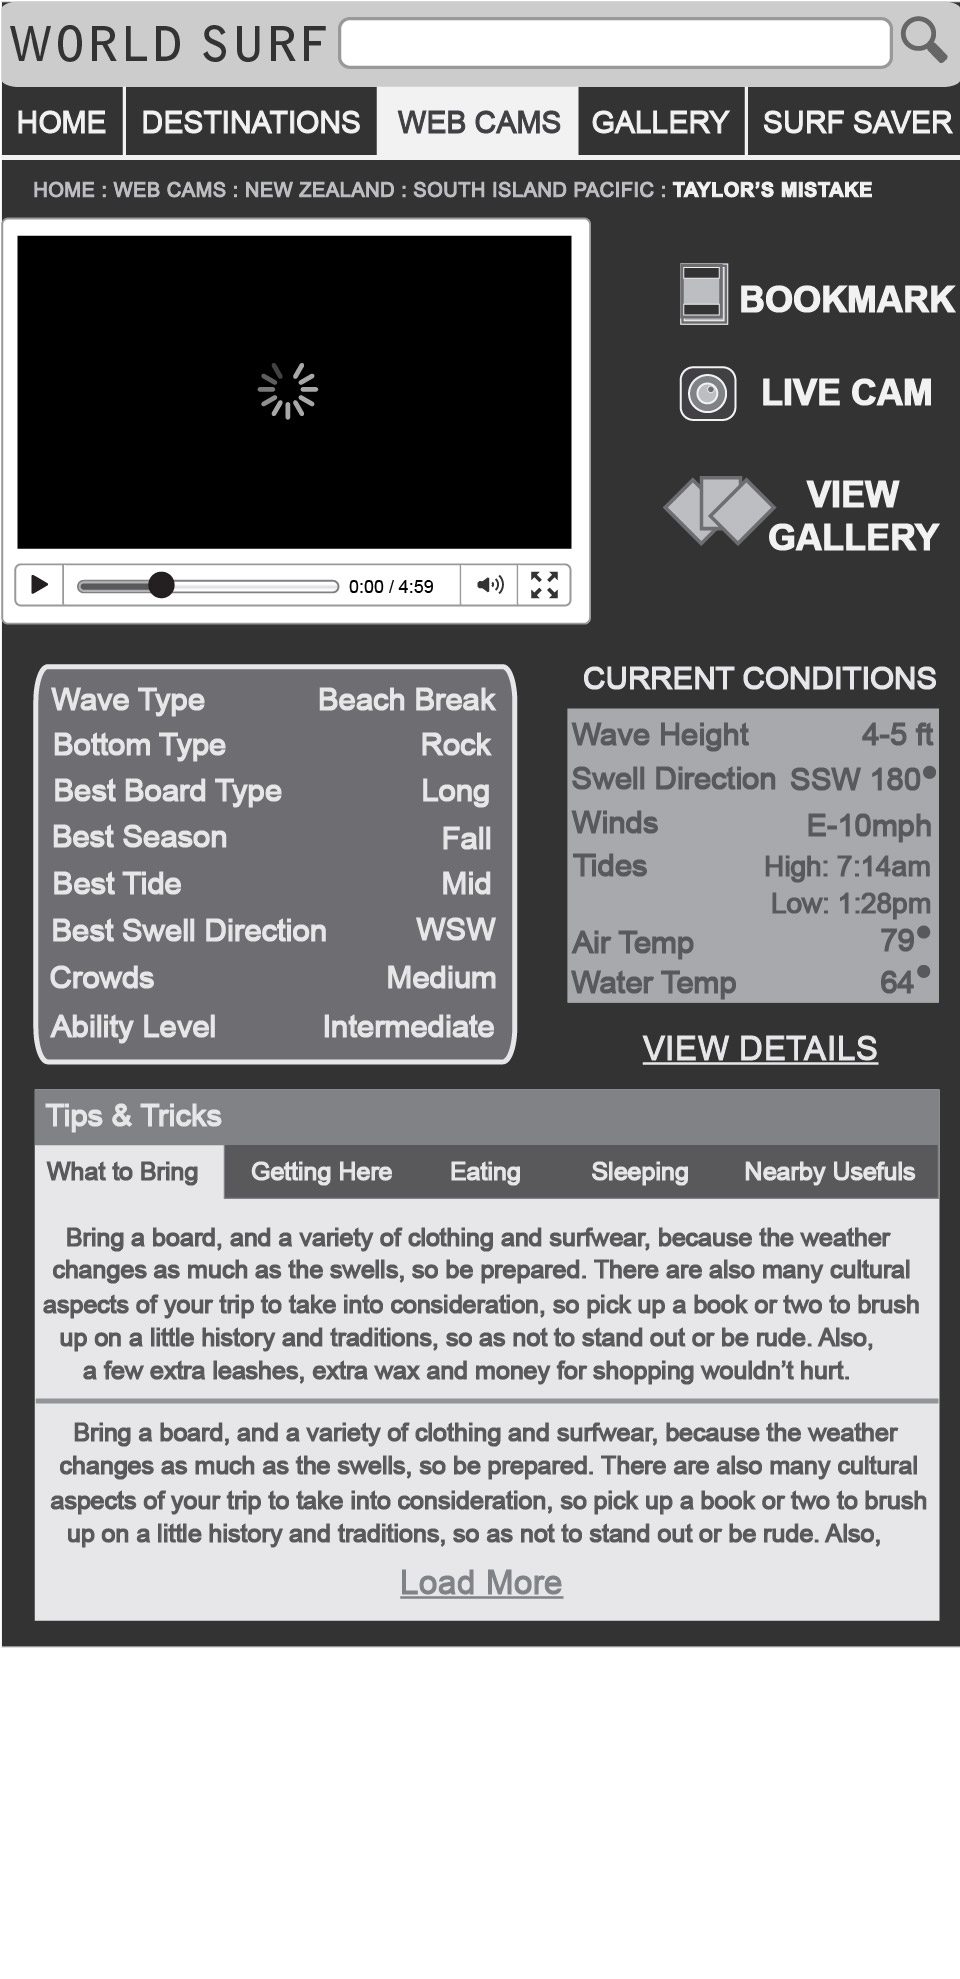 WORLD SURF
HOME DESTINATIONS WEB CAMS GALLERY SURF SAVER
HOME : WEB CAMS : NEW ZEALAND : SOUTH ISLAND PACIFIC : TAYLOR’S MISTAKE
BOOKMARK
LIVE CAM
VIEW
GALLERY
0:00 / 4:59
Wave Type Beach Break
Bottom Type Rock
Best Board Type Long
Best Season Fall
Best Tide Mid
Best Swell Direction WSW
Crowds Medium
Ability Level Intermediate
CURRENT CONDITIONS
Wave Height 4-5 ft
Swell Direction SSW 180°
Winds E-10mph
Tides High: 7:14am
Low: 1:28pm
Air Temp 79°
Water Temp 64°
VIEW DETAILS
Tips & Tricks
What to Bring Getting Here Eating Sleeping Nearby Usefuls
Bring a board, and a variety of clothing and surfwear, because the weather
changes as much as the swells, so be prepared. There are also many cultural
aspects of your trip to take into consideration, so pick up a book or two to brush
up on a little history and traditions, so as not to stand out or be rude. Also,
a few extra leashes, extra wax and money for shopping wouldn’t hurt.
Bring a board, and a variety of clothing and surfwear, because the weather
changes as much as the swells, so be prepared. There are also many cultural
aspects of your trip to take into consideration, so pick up a book or two to brush
up on a little history and traditions, so as not to stand out or be rude. Also,
Load More